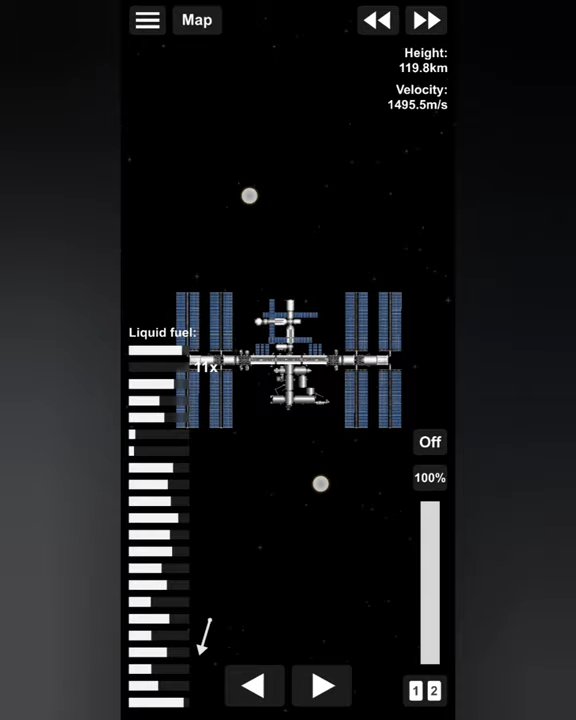 Map
Height:
119.8km
Velocity:
1495.5m/s
Liquid fuel:
11x
Off
100%
1 2